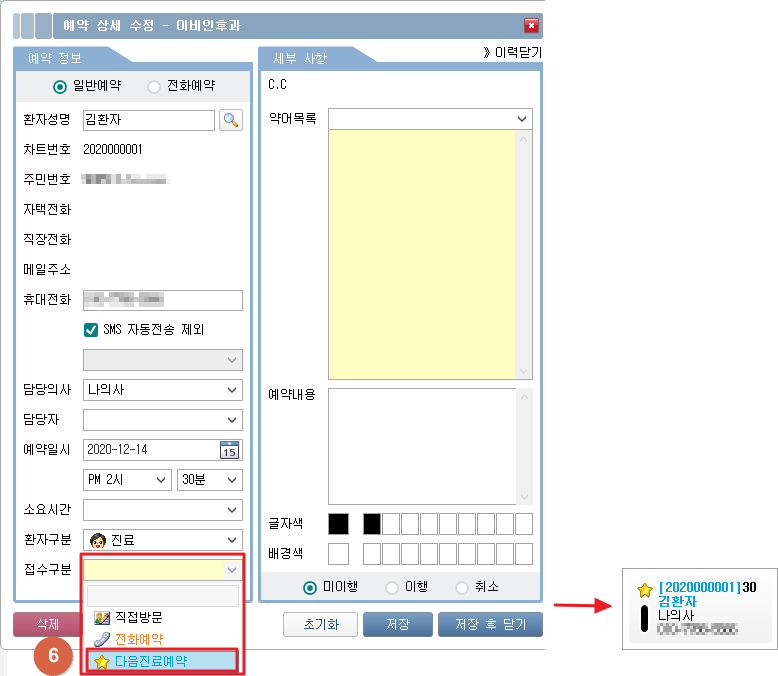 예약 상세 수정 - 이비인후과
예약 정보
일반예약 전화예약
환자성명 김환자
차트번호 2020000001
주민번호
자택전화
직장전화
메일주소
휴대전화
SMS 자동전송 제외
담당의사 나의사
담당자
예약일시 2020-12-14 15
PM 2시 30분
소요시간
환자구분 진료
접수구분
직접방문
전화예약
다음진료예약
삭제
6
세부 사항
》이력닫기
C.C
약어목록
예약내용
글자색
배경색
미이행 이행 취소
초기화 저장 저장 후 닫기
[2020000001]30
김환자
나의사